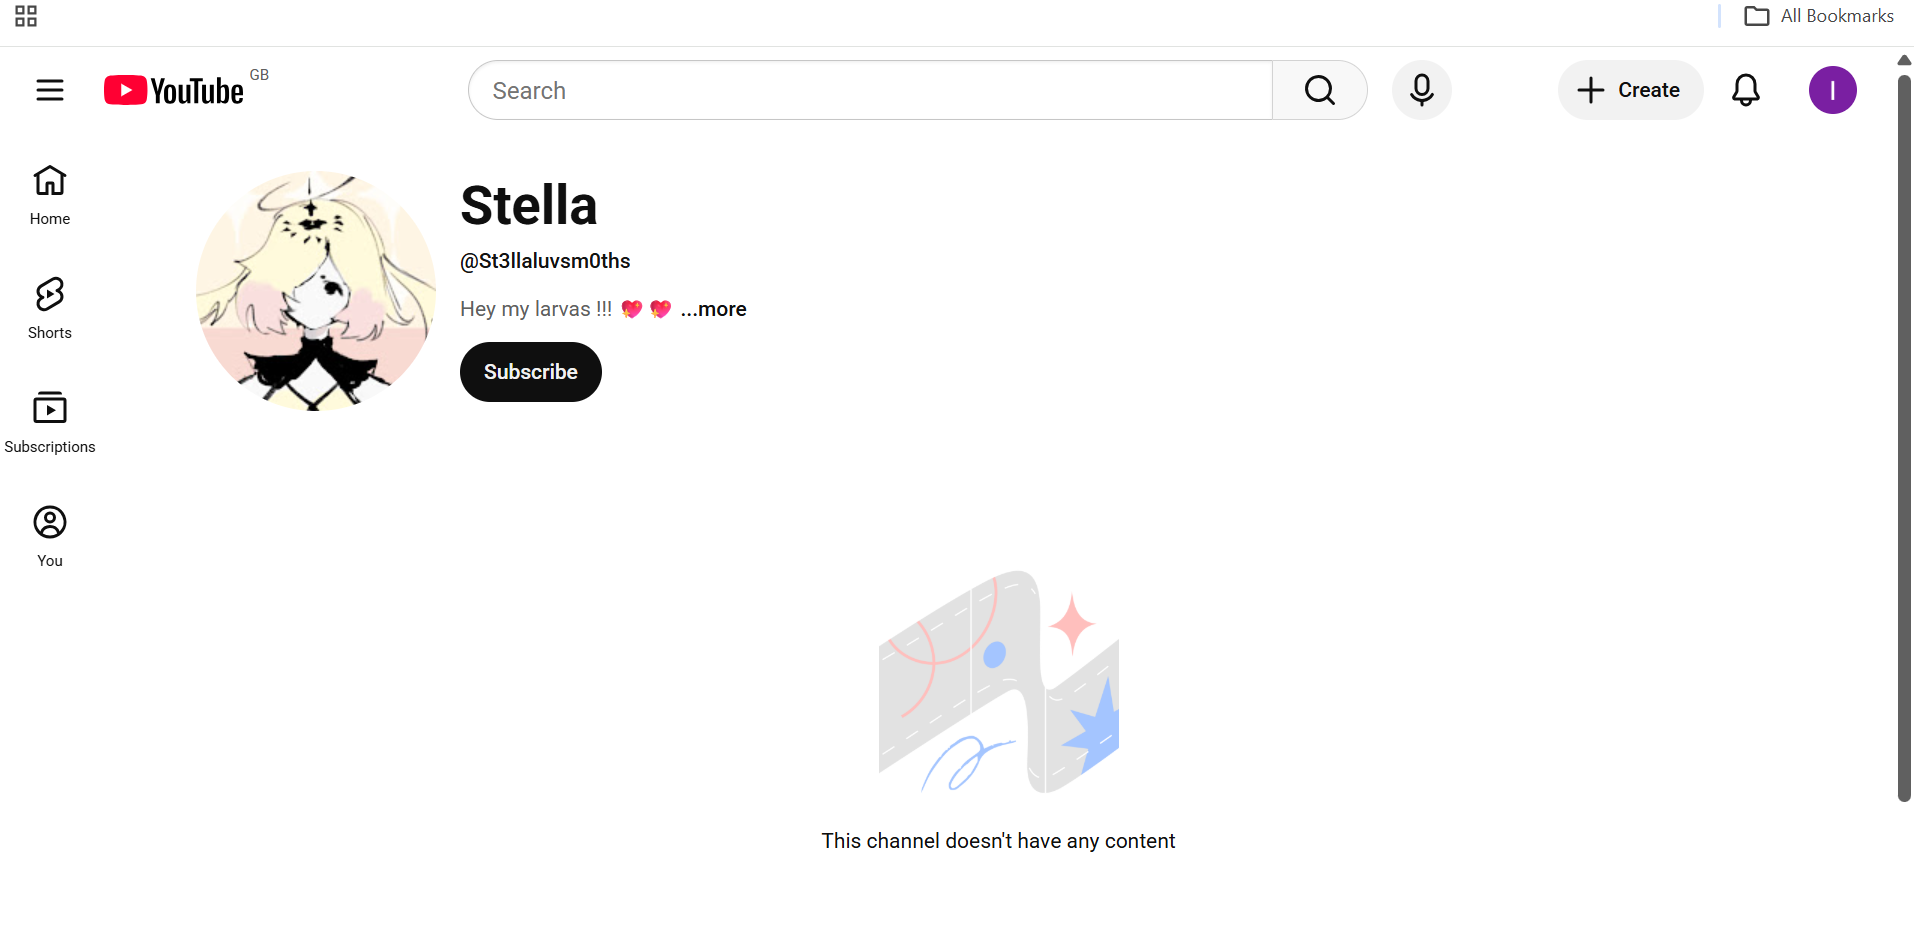 All Bookmarks
YouTube GB
Search
Create
I
Home
Shorts
Subscriptions
You
Stella
@St3llaluvsm0ths
Hey my larvas !!! 💖 💖 ...more
Subscribe
This channel doesn't have any content